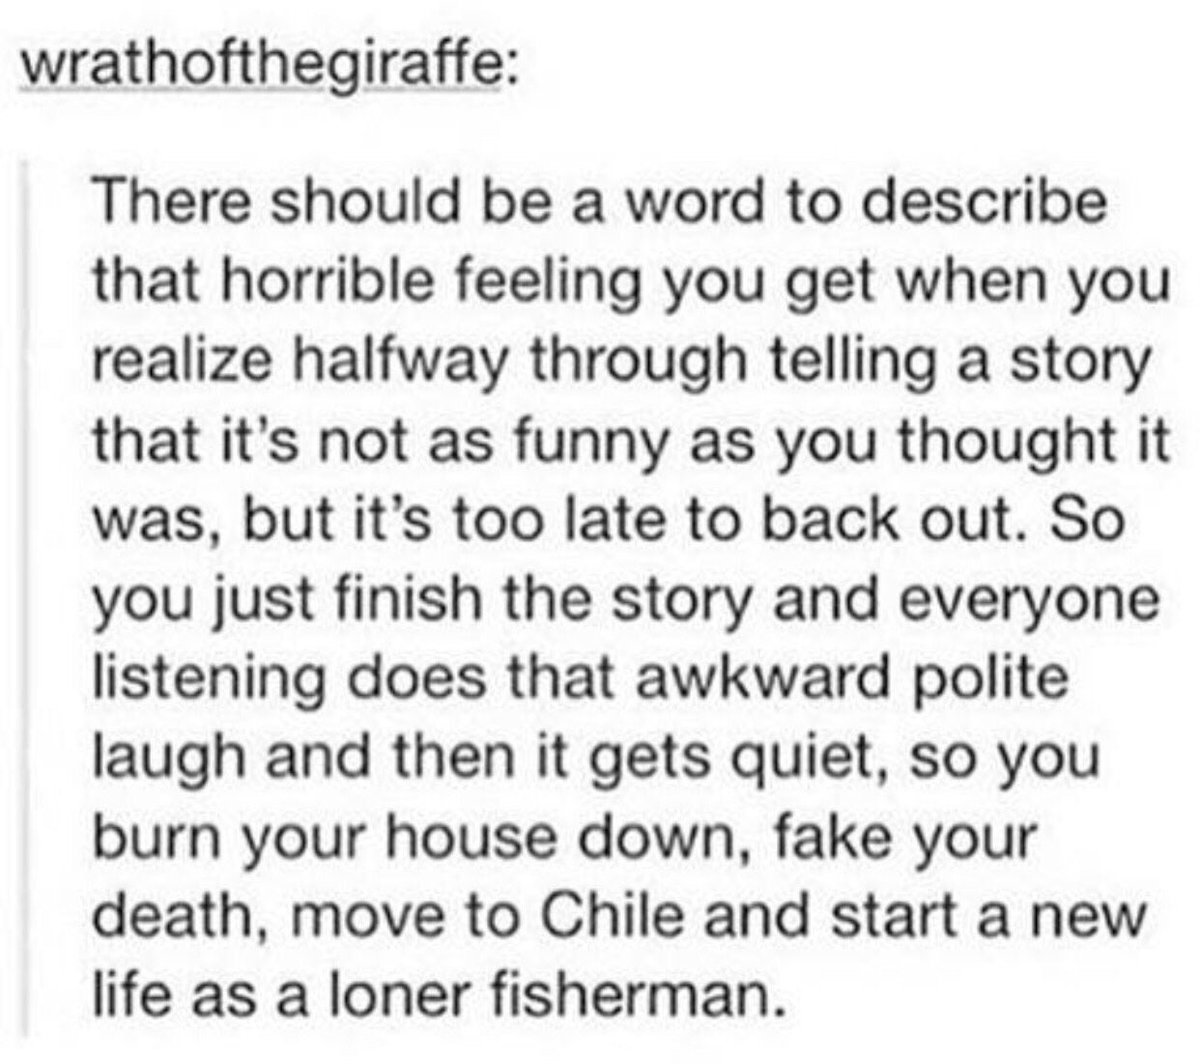 wrathofthegiraffe:
There should be a word to describe
that horrible feeling you get when you
realize halfway through telling a story
that it's not as funny as you thought it
was, but it's too late to back out. So
you just finish the story and everyone
listening does that awkward polite
laugh and then it gets quiet, so you
burn your house down, fake your
death, move to Chile and start a new
life as a loner fisherman.